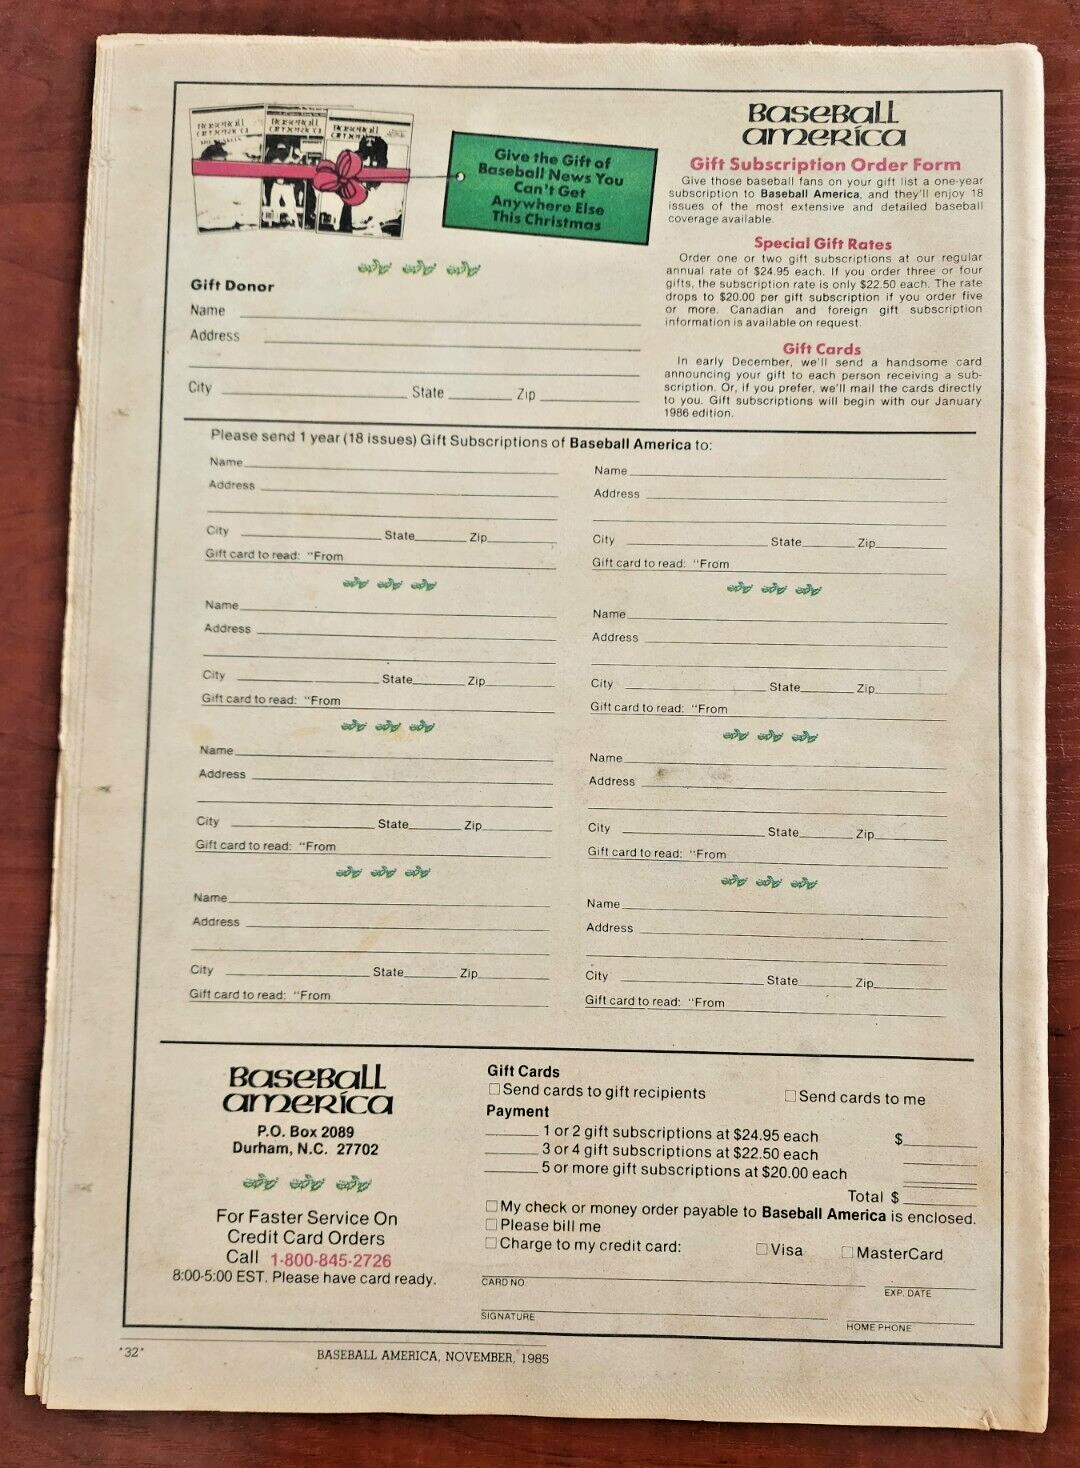 Baseball
america
Baseball
america
Baseball
america
Give the Gift of
Baseball News You
Can't Get
Anywhere Else
This Christmas
Baseball
america
Gift Subscription Order Form
Give those baseball fans on your gift list a one-year
subscription to Baseball America, and they'll enjoy 18
issues of the most extensive and detailed baseball
coverage available.
Special Gift Rates
Order one or two gift subscriptions at our regular
annual rate of $24.95 each. If you order three or four
gifts, the subscription rate is only $22.50 each. The rate
drops to $20.00 per gift subscription if you order five
or more. Canadian and foreign gift subscription
information is available on request.
Gift Cards
In early December, we'll send a handsome card
announcing your gift to each person receiving a sub-
scription. Or, if you prefer, we'll mail the cards directly
to you. Gift subscriptions will begin with our January
1986 edition.
Gift Donor
Name
Address
City State Zip
Please send 1 year (18 issues) Gift Subscriptions of Baseball America to:
Name
Address
City State Zip
Gift card to read: "From
Name
Address
City State Zip
Gift card to read: "From
Name
Address
City State Zip
Gift card to read: "From
Name
Address
City State Zip
Gift card to read: "From
Name
Address
City State Zip
Gift card to read: "From
Name
Address
City State Zip
Gift card to read: "From
Name
Address
City State Zip
Gift card to read: "From
Name
Address
City State Zip
Gift card to read: "From
Baseball
america
P.O. Box 2089
Durham, N.C. 27702
For Faster Service On
Credit Card Orders
Call 1-800-845-2726
8:00-5:00 EST. Please have card ready.
Gift Cards
Send cards to gift recipients Send cards to me
Payment
1 or 2 gift subscriptions at $24.95 each $
3 or 4 gift subscriptions at $22.50 each
5 or more gift subscriptions at $20.00 each
Total $
My check or money order payable to Baseball America is enclosed.
Please bill me
Charge to my credit card: Visa MasterCard
CARD NO. EXP. DATE
SIGNATURE HOME PHONE
*32* BASEBALL AMERICA, NOVEMBER, 1985